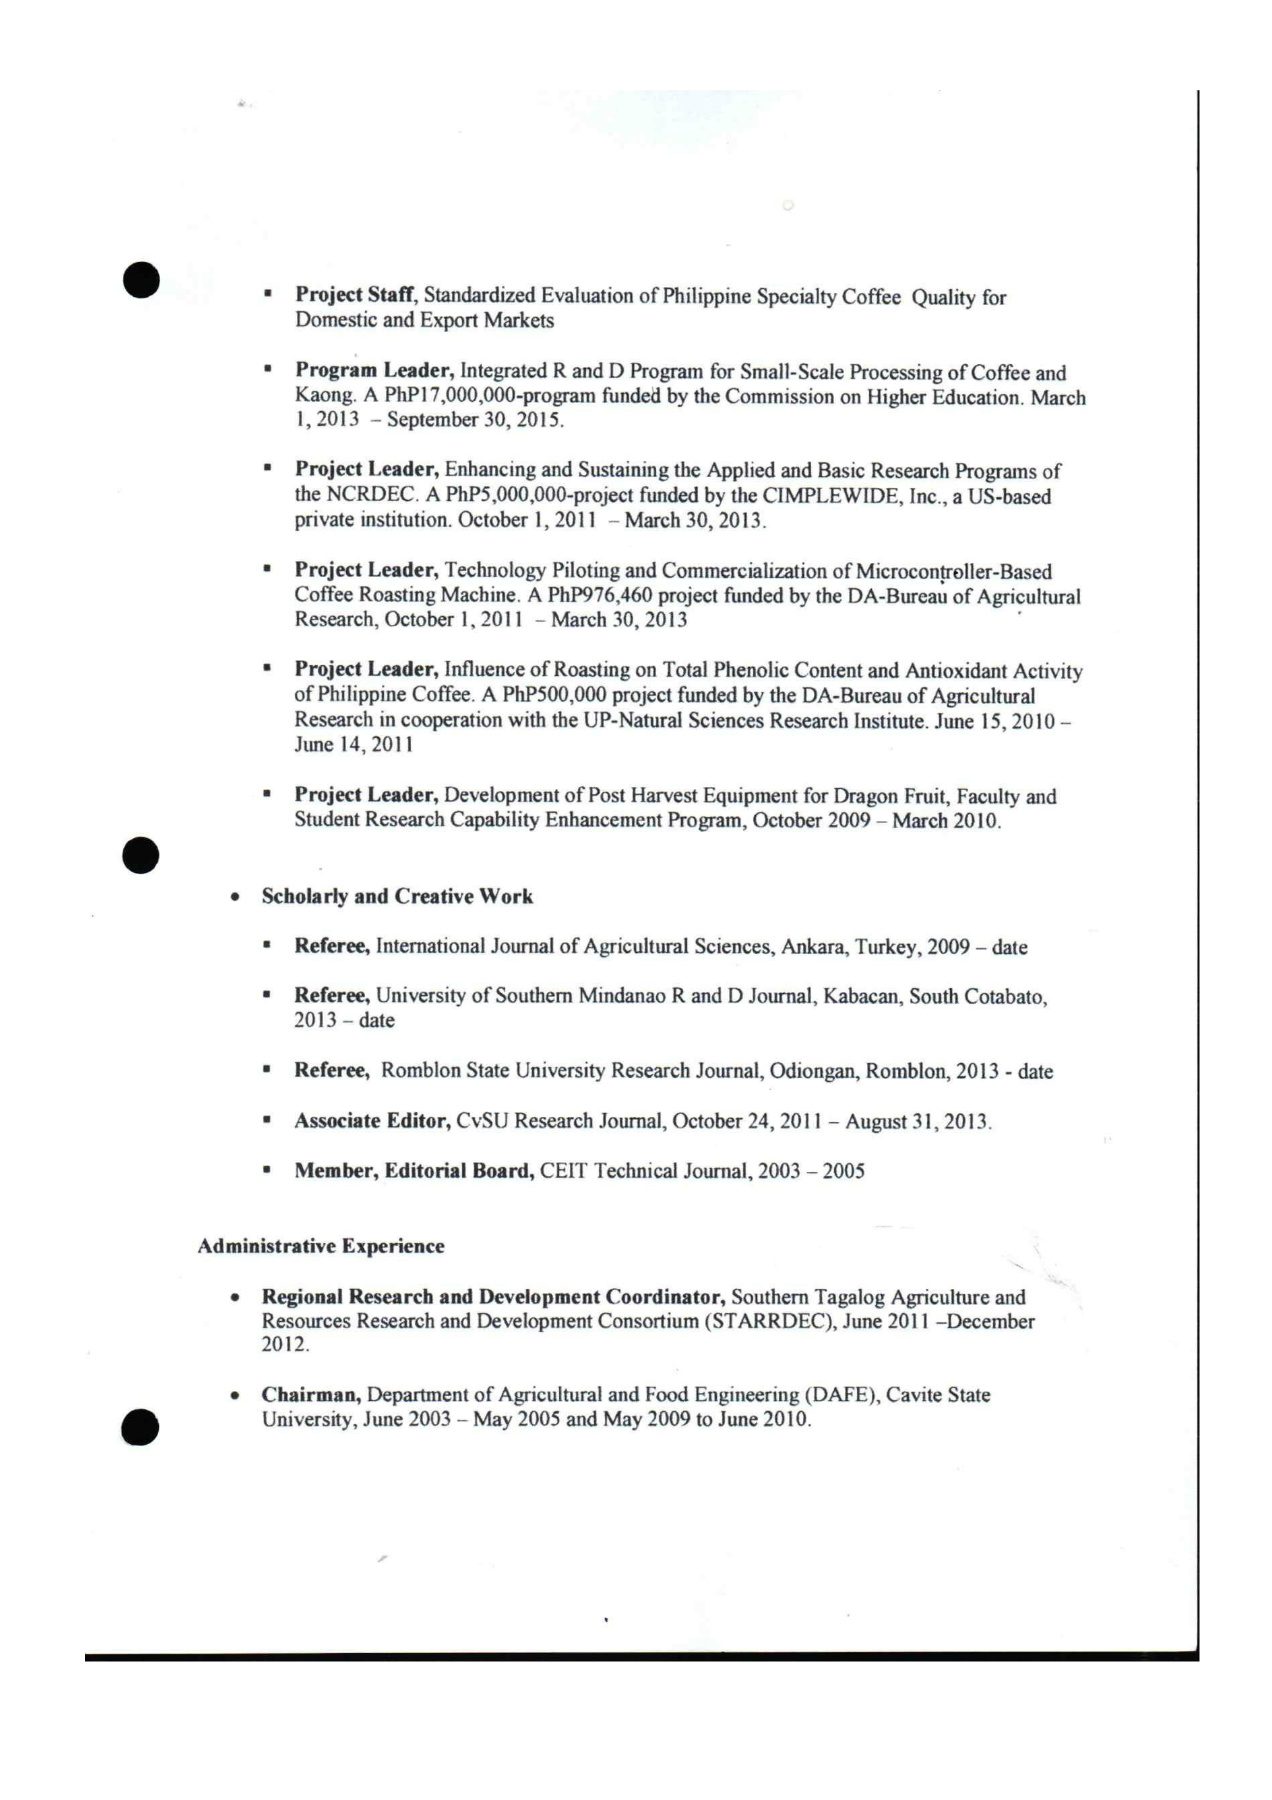 ▪ Project Staff, Standardized Evaluation of Philippine Specialty Coffee Quality for
Domestic and Export Markets
▪ Program Leader, Integrated R and D Program for Small-Scale Processing of Coffee and
Kaong. A PhP17,000,000-program funded by the Commission on Higher Education. March
1, 2013 – September 30, 2015.
▪ Project Leader, Enhancing and Sustaining the Applied and Basic Research Programs of
the NCRDEC. A PhP5,000,000-project funded by the CIMPLEWIDE, Inc., a US-based
private institution. October 1, 2011 – March 30, 2013.
▪ Project Leader, Technology Piloting and Commercialization of Microcontroller-Based
Coffee Roasting Machine. A PhP976,460 project funded by the DA-Bureau of Agricultural
Research, October 1, 2011 – March 30, 2013
▪ Project Leader, Influence of Roasting on Total Phenolic Content and Antioxidant Activity
of Philippine Coffee. A PhP500,000 project funded by the DA-Bureau of Agricultural
Research in cooperation with the UP-Natural Sciences Research Institute. June 15, 2010 –
June 14, 2011
▪ Project Leader, Development of Post Harvest Equipment for Dragon Fruit, Faculty and
Student Research Capability Enhancement Program, October 2009 – March 2010.
• Scholarly and Creative Work
▪ Referee, International Journal of Agricultural Sciences, Ankara, Turkey, 2009 – date
▪ Referee, University of Southern Mindanao R and D Journal, Kabacan, South Cotabato,
2013 – date
▪ Referee, Romblon State University Research Journal, Odiongan, Romblon, 2013 - date
▪ Associate Editor, CvSU Research Journal, October 24, 2011 – August 31, 2013.
▪ Member, Editorial Board, CEIT Technical Journal, 2003 – 2005
Administrative Experience
• Regional Research and Development Coordinator, Southern Tagalog Agriculture and
Resources Research and Development Consortium (STARRDEC), June 2011 –December
2012.
• Chairman, Department of Agricultural and Food Engineering (DAFE), Cavite State
University, June 2003 – May 2005 and May 2009 to June 2010.